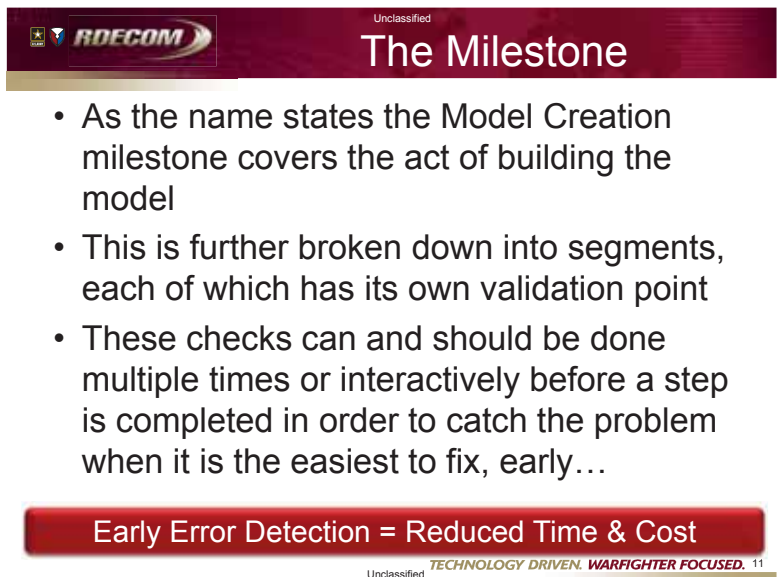 Unclassified
RDECOM
The Milestone
• As the name states the Model Creation
milestone covers the act of building the
model
• This is further broken down into segments,
each of which has its own validation point
• These checks can and should be done
multiple times or interactively before a step
is completed in order to catch the problem
when it is the easiest to fix, early…
Early Error Detection = Reduced Time & Cost
TECHNOLOGY DRIVEN. WARFIGHTER FOCUSED. 11
Unclassified